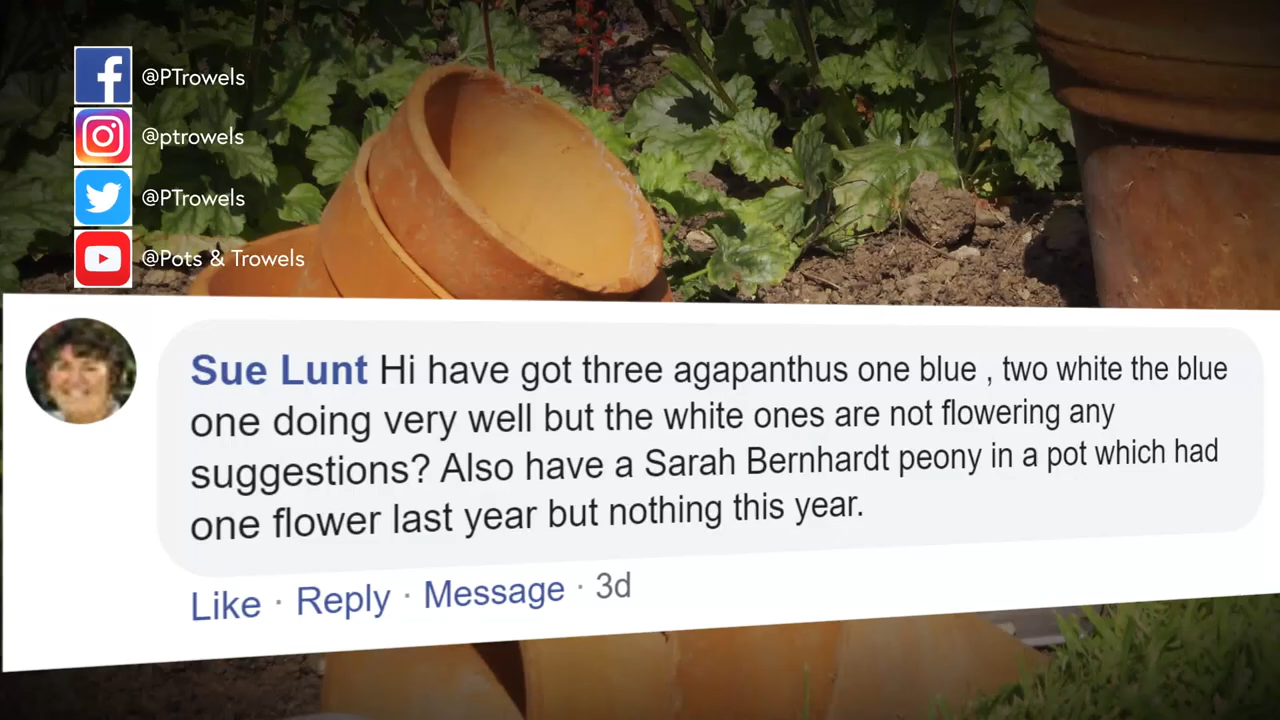 @PTrowels
@ptrowels
@PTrowels
@Pots & Trowels
Sue Lunt Hi have got three agapanthus one blue , two white the blue
one doing very well but the white ones are not flowering any
suggestions? Also have a Sarah Bernhardt peony in a pot which had
one flower last year but nothing this year.
Like · Reply · Message · 3d